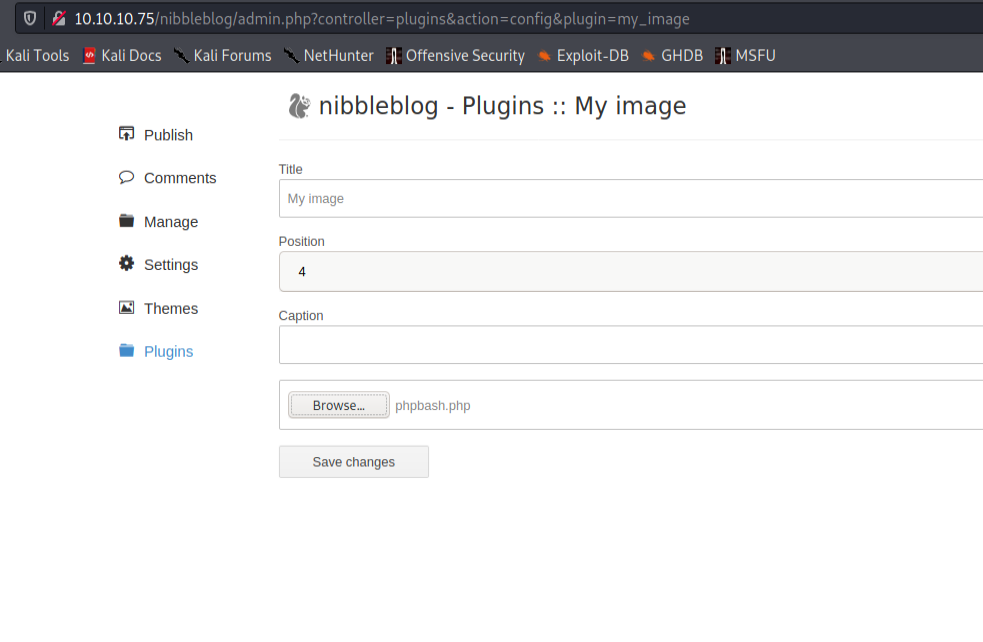 10.10.10.75/nibbleblog/admin.php?controller=plugins&action=config&plugin=my_image
Kali Tools Kali Docs Kali Forums NetHunter Offensive Security Exploit-DB GHDB MSFU
nibbleblog - Plugins :: My image
Publish
Comments
Manage
Settings
Themes
Plugins
Title
My image
Position
4
Caption
Browse... phpbash.php
Save changes